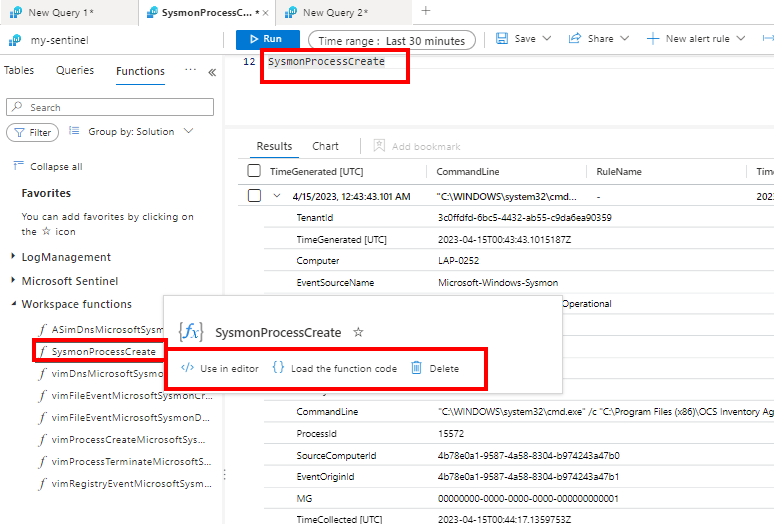 New Query 1*
SysmonProcessC... *
New Query 2*
my-sentinel
Run
Time range : Last 30 minutes
Save
Share
New alert rule
Tables
Queries
Functions
...
12 SysmonProcessCreate
Search
Filter
Group by: Solution
Collapse all
Favorites
You can add favorites by clicking on
the ☆ icon
LogManagement
Microsoft Sentinel
Workspace functions
ASimDnsMicrosoftSysm
SysmonProcessCreate
vimDnsMicrosoftSysmo
vimFileEventMicrosoftSysmonCr...
vimFileEventMicrosoftSysmonD...
vimProcessCreateMicrosoftSys...
vimProcessTerminateMicrosoftS...
vimRegistryEventMicrosoftSysm...
Results
Chart
Add bookmark
TimeGenerated [UTC] CommandLine RuleName Time
4/15/2023, 12:43:43.101 AM "C:\WINDOWS\system32\cmd... - 2023
TenantId 3c0ffdfd-6bc5-4432-ab55-c9da6ea90359
TimeGenerated [UTC] 2023-04-15T00:43:43.1015187Z
Computer LAP-0252
EventSourceName Microsoft-Windows-Sysmon
Operational
{fx} SysmonProcessCreate ☆
</> Use in editor {} Load the function code Delete
CommandLine "C:\WINDOWS\system32\cmd.exe" /c "C:\Program Files (x86)\OCS Inventory Ag
ProcessId 15572
SourceComputerId 4b78e0a1-9587-4a58-8304-b974243a47b0
EventOriginId 4b78e0a1-9587-4a58-8304-b974243a47b1
MG 00000000-0000-0000-0000-000000000001
TimeCollected [UTC] 2023-04-15T00:44:17.1359753Z